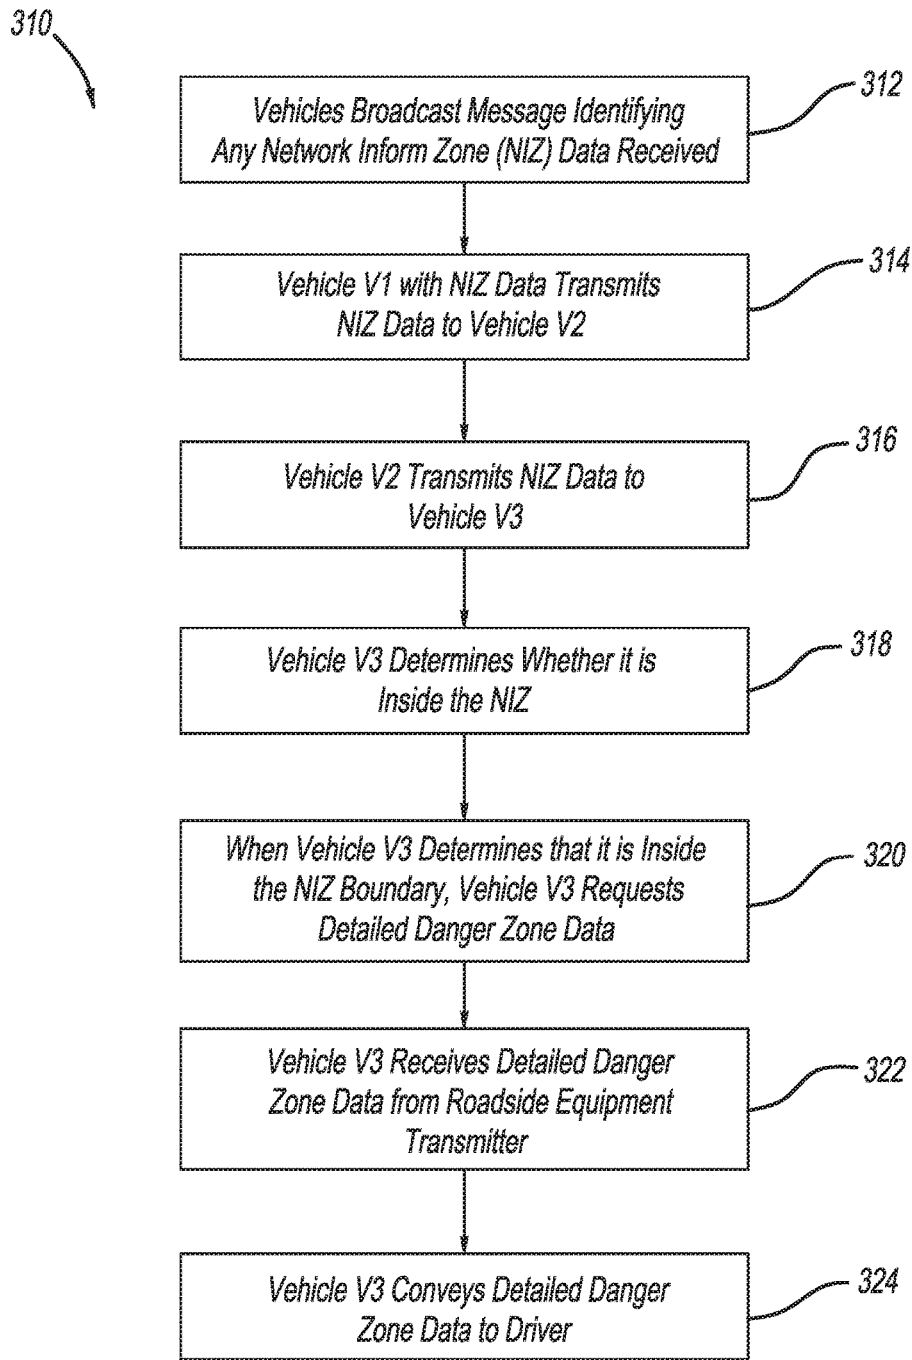 310
Vehicles Broadcast Message Identifying
Any Network Inform Zone (NIZ) Data Received
312
Vehicle V1 with NIZ Data Transmits
NIZ Data to Vehicle V2
314
Vehicle V2 Transmits NIZ Data to
Vehicle V3
316
Vehicle V3 Determines Whether it is
Inside the NIZ
318
When Vehicle V3 Determines that it is Inside
the NIZ Boundary, Vehicle V3 Requests
Detailed Danger Zone Data
320
Vehicle V3 Receives Detailed Danger
Zone Data from Roadside Equipment
Transmitter
322
Vehicle V3 Conveys Detailed Danger
Zone Data to Driver
324